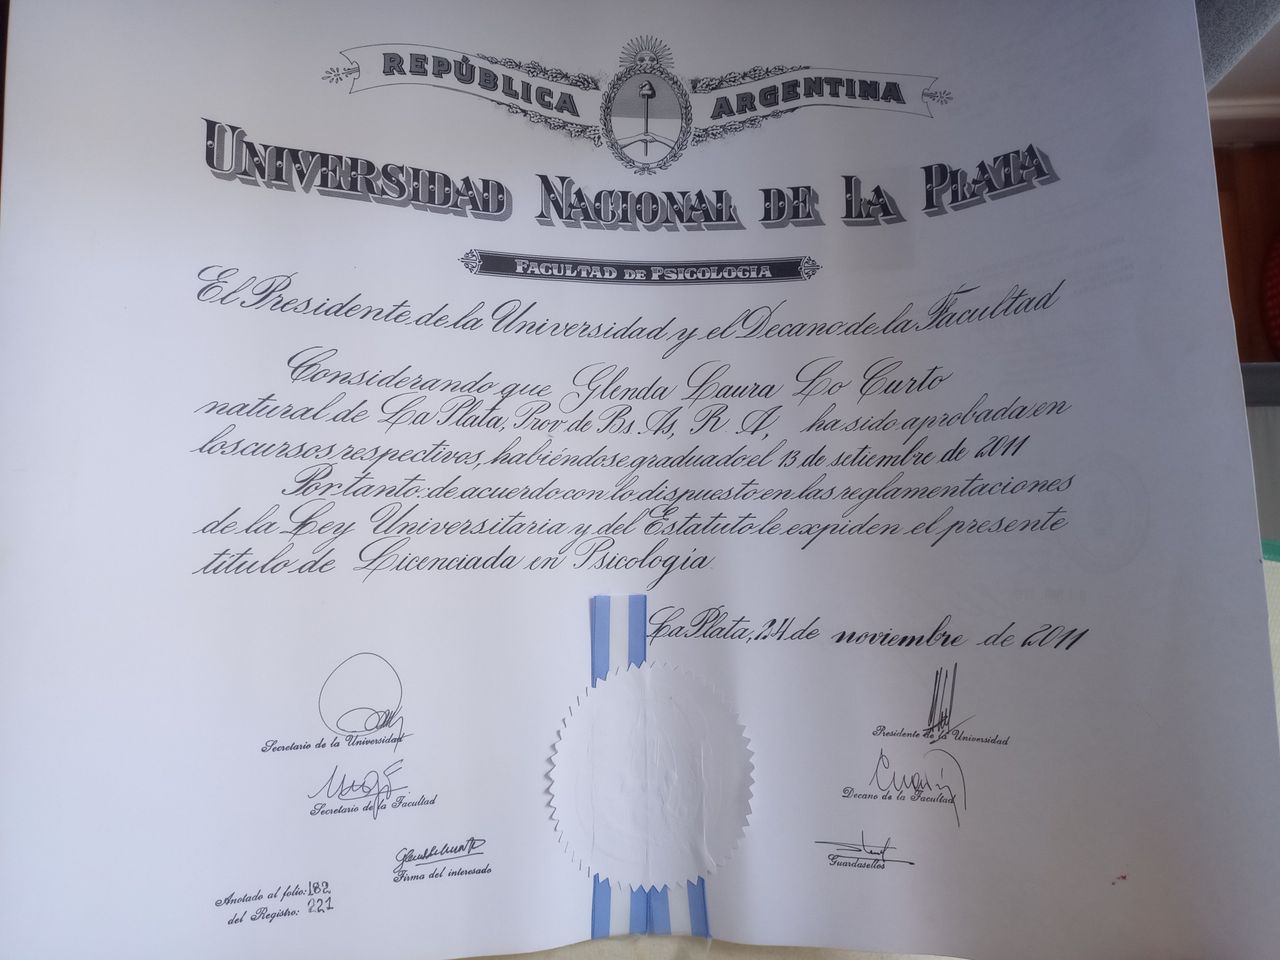 REPÚBLICA ARGENTINA
UNIVERSIDAD NACIONAL DE LA PLATA
FACULTAD DE PSICOLOGIA
El Presidente de la Universidad y el Decano de la Facultad
Considerando que Glenda Laura Lo Curto
natural de La Plata, Prov. de Bs. As, R. A, ha sido aprobada en
los cursos respectivos, habiéndose graduado el 13 de setiembre de 2011
Por tanto: de acuerdo con lo dispuesto en las reglamentaciones
de la Ley Universitaria y del Estatuto le expiden el presente
título de Licenciada en Psicología
La Plata, 24 de noviembre de 2011
Secretario de la Universidad
Presidente de la Universidad
Secretario de la Facultad
Decano de la Facultad
Firma del interesado
Guardasellos
Anotado al folio: 182
del Registro: 221